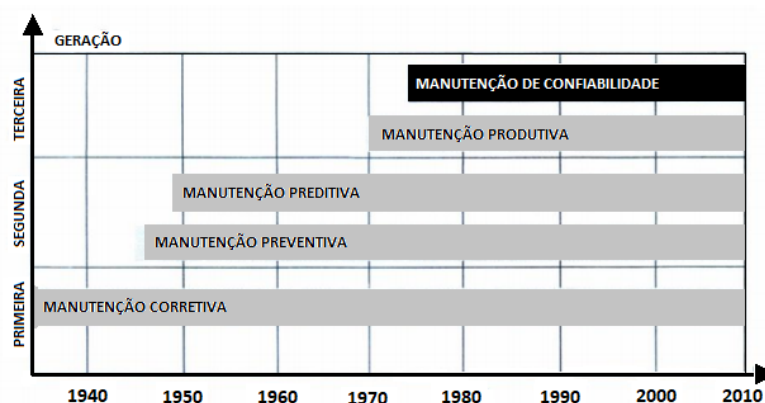 GERAÇÃO
TERCEIRA
MANUTENÇÃO DE CONFIABILIDADE
MANUTENÇÃO PRODUTIVA
SEGUNDA
MANUTENÇÃO PREDITIVA
MANUTENÇÃO PREVENTIVA
PRIMEIRA
MANUTENÇÃO CORRETIVA
1940 1950 1960 1970 1980 1990 2000 2010